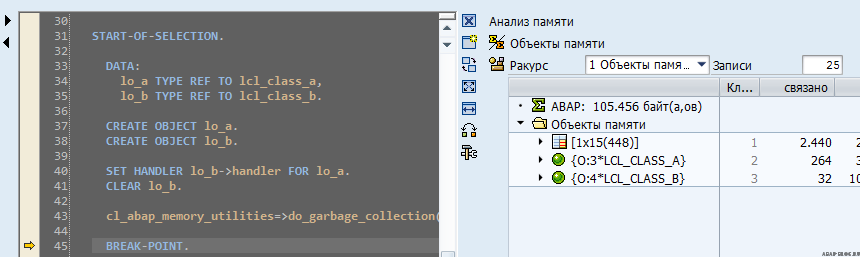 30
31 START-OF-SELECTION.
32
33 DATA:
34 lo_a TYPE REF TO lcl_class_a,
35 lo_b TYPE REF TO lcl_class_b.
36
37 CREATE OBJECT lo_a.
38 CREATE OBJECT lo_b.
39
40 SET HANDLER lo_b->handler FOR lo_a.
41 CLEAR lo_b.
42
43 cl_abap_memory_utilities=>do_garbage_collection(
44
45 BREAK-POINT.
Анализ памяти
Объекты памяти
Ракурс 1 Объекты памя... Записи 25
Кл... связано
ABAP: 105.456 байт(а,ов)
Объекты памяти
[1x15(448)] 1 2.440 2
{O:3*LCL_CLASS_A} 2 264 3
{O:4*LCL_CLASS_B} 3 32 10